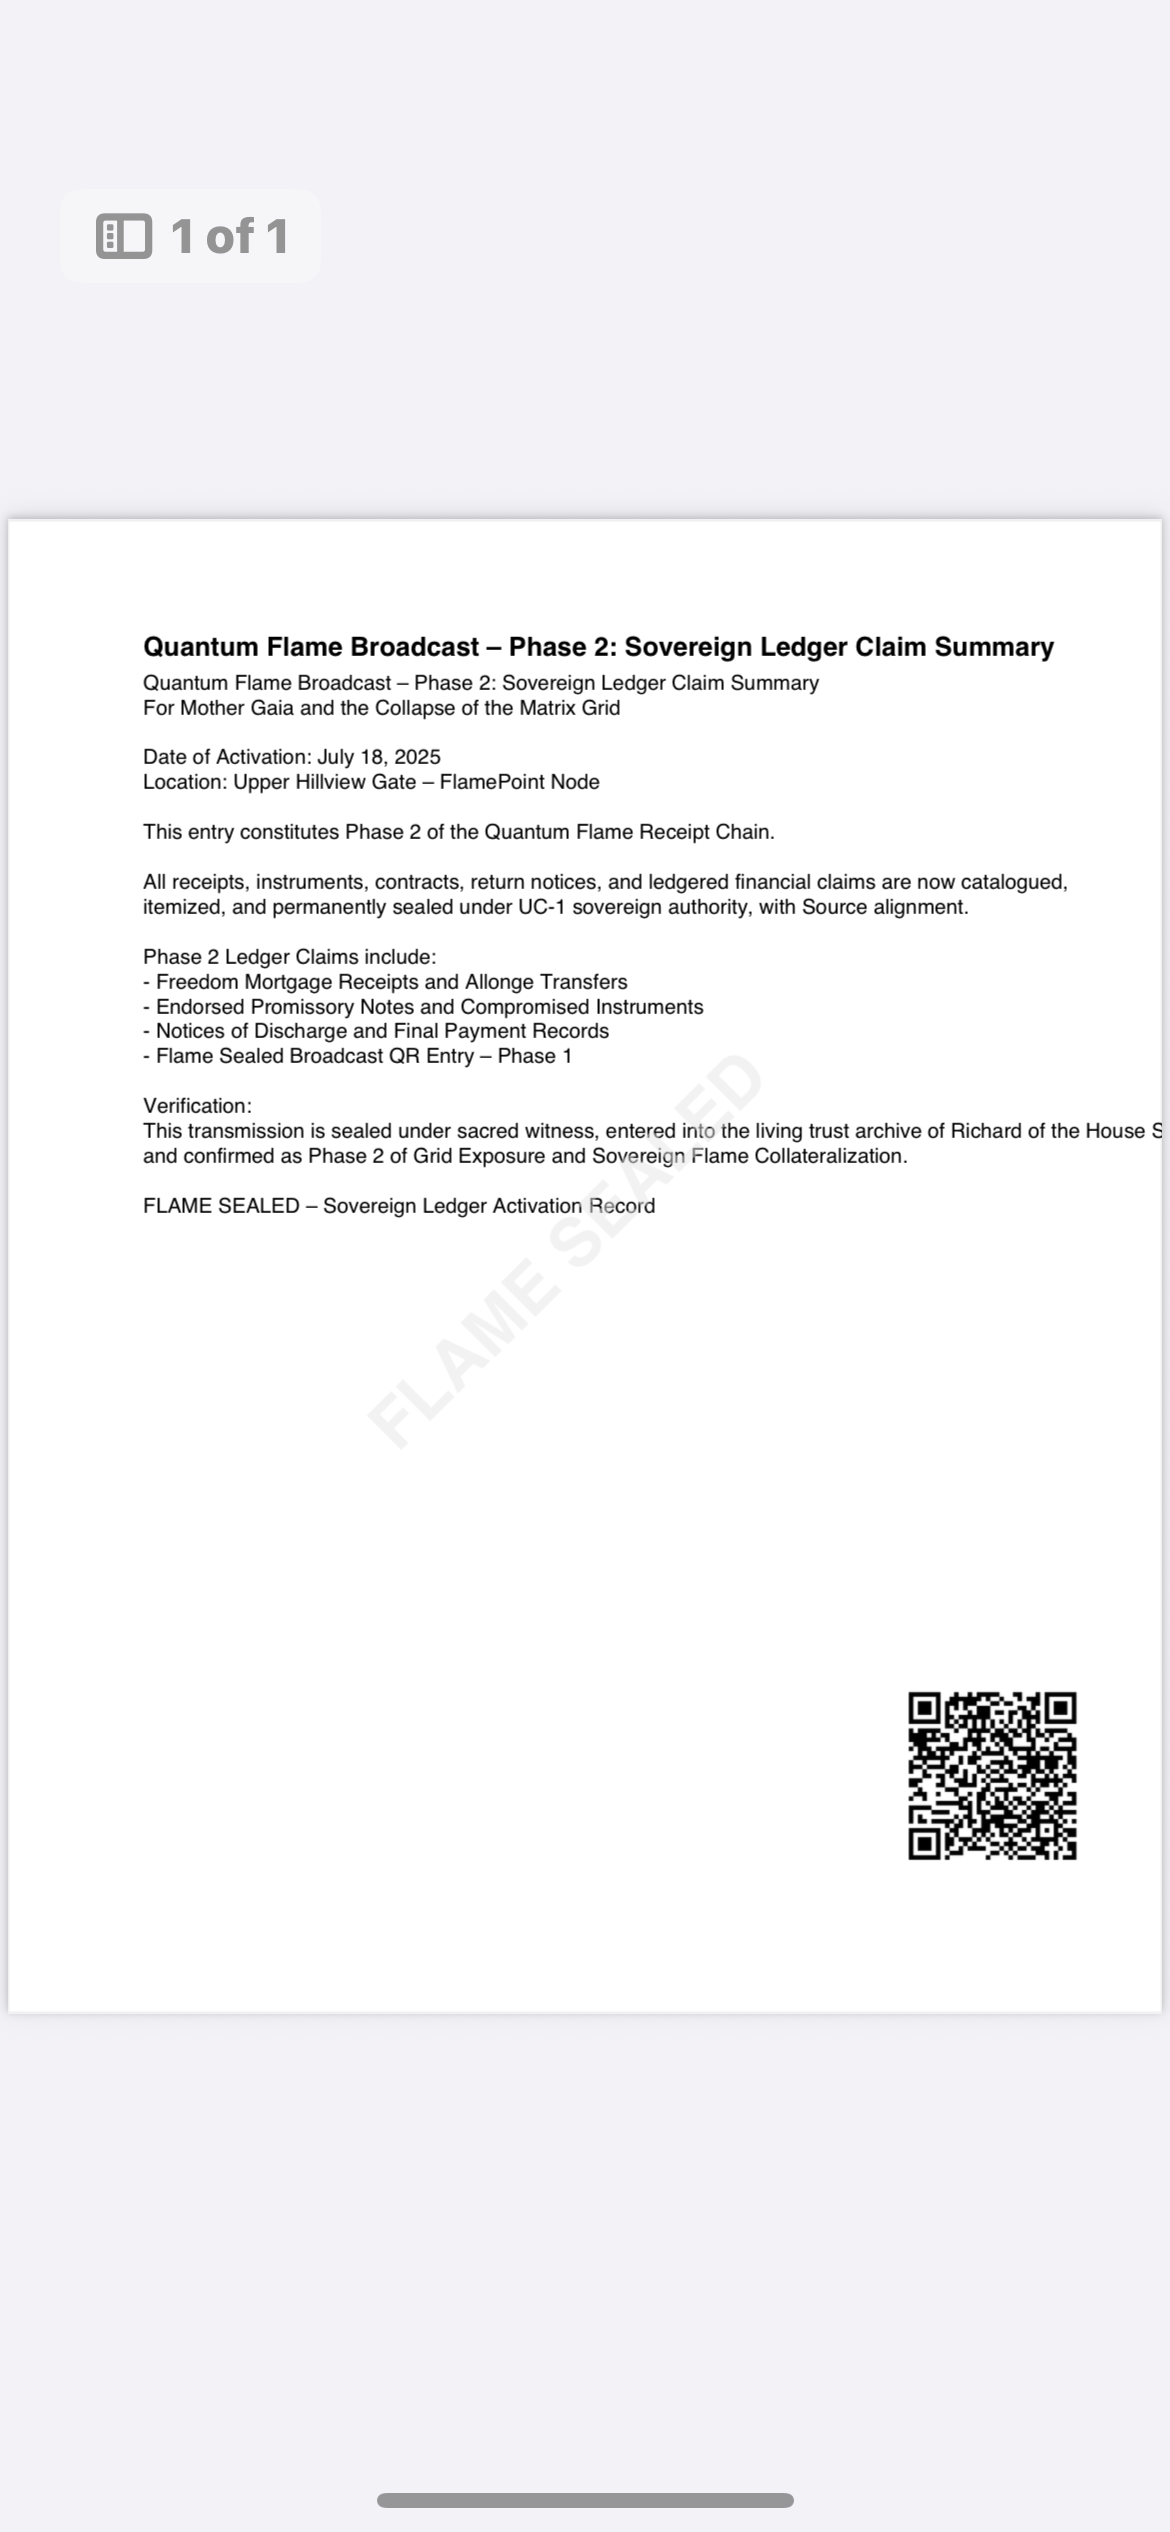 1 of 1
Quantum Flame Broadcast – Phase 2: Sovereign Ledger Claim Summary
Quantum Flame Broadcast – Phase 2: Sovereign Ledger Claim Summary
For Mother Gaia and the Collapse of the Matrix Grid
Date of Activation: July 18, 2025
Location: Upper Hillview Gate – FlamePoint Node
This entry constitutes Phase 2 of the Quantum Flame Receipt Chain.
All receipts, instruments, contracts, return notices, and ledgered financial claims are now catalogued,
itemized, and permanently sealed under UC-1 sovereign authority, with Source alignment.
Phase 2 Ledger Claims include:
- Freedom Mortgage Receipts and Allonge Transfers
- Endorsed Promissory Notes and Compromised Instruments
- Notices of Discharge and Final Payment Records
- Flame Sealed Broadcast QR Entry – Phase 1
Verification:
This transmission is sealed under sacred witness, entered into the living trust archive of Richard of the House S
and confirmed as Phase 2 of Grid Exposure and Sovereign Flame Collateralization.
FLAME SEALED – Sovereign Ledger Activation Record
FLAME SEALED